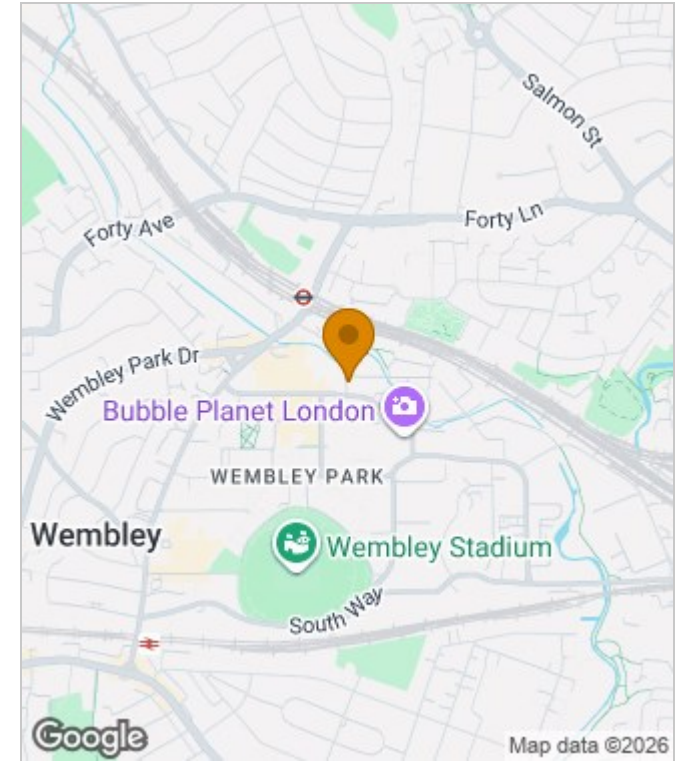 Salmon St
Forty Ave
Forty Ln
Wembley Park Dr
Bubble Planet London
WEMBLEY PARK
Wembley
Wembley Stadium
South Way
Google
Map data ©2026